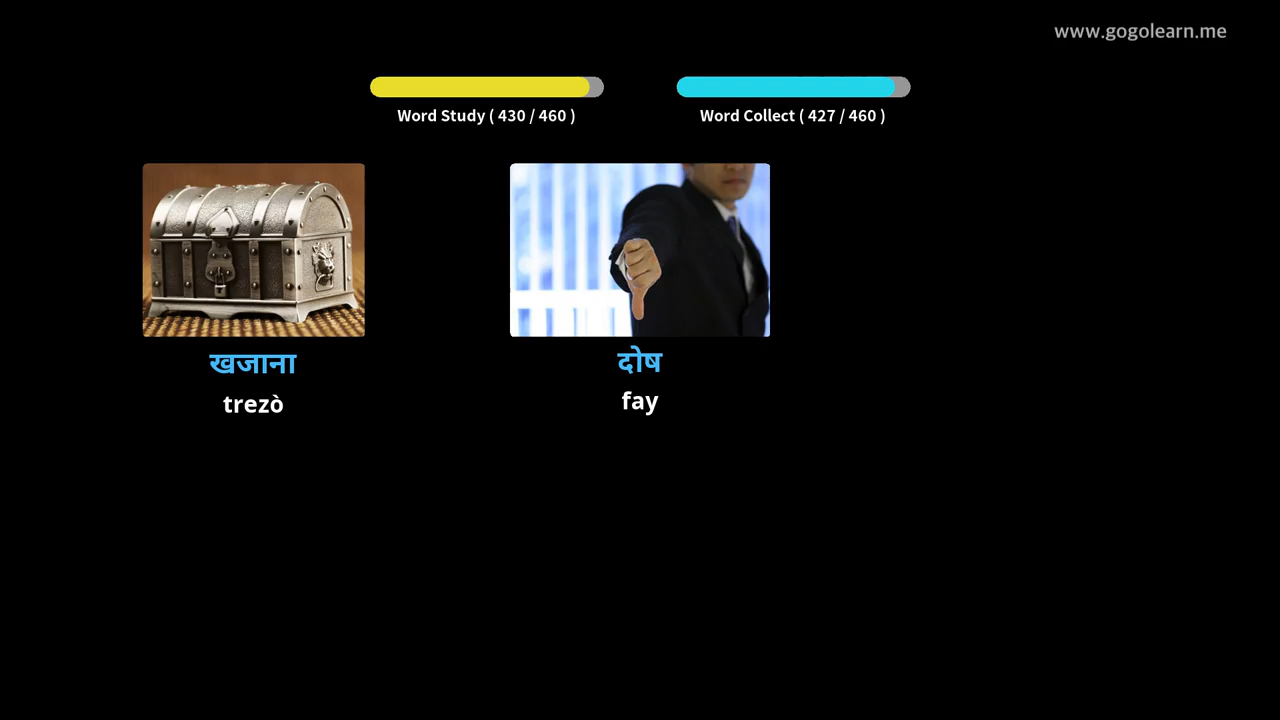 www.gogolearn.me
Word Study ( 430 / 460 )
Word Collect ( 427 / 460 )
खजाना
trezò
दोष
fay